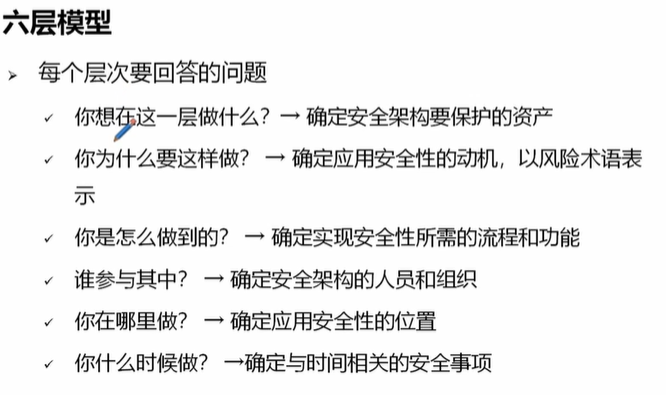 六层模型
每个层次要回答的问题
你想在这一层做什么？→ 确定安全架构要保护的资产
你为什么要这样做？ → 确定应用安全性的动机，以风险术语表
示
你是怎么做到的？ → 确定实现安全性所需的流程和功能
谁参与其中？ → 确定安全架构的人员和组织
你在哪里做？ → 确定应用安全性的位置
你什么时候做？ →确定与时间相关的安全事项